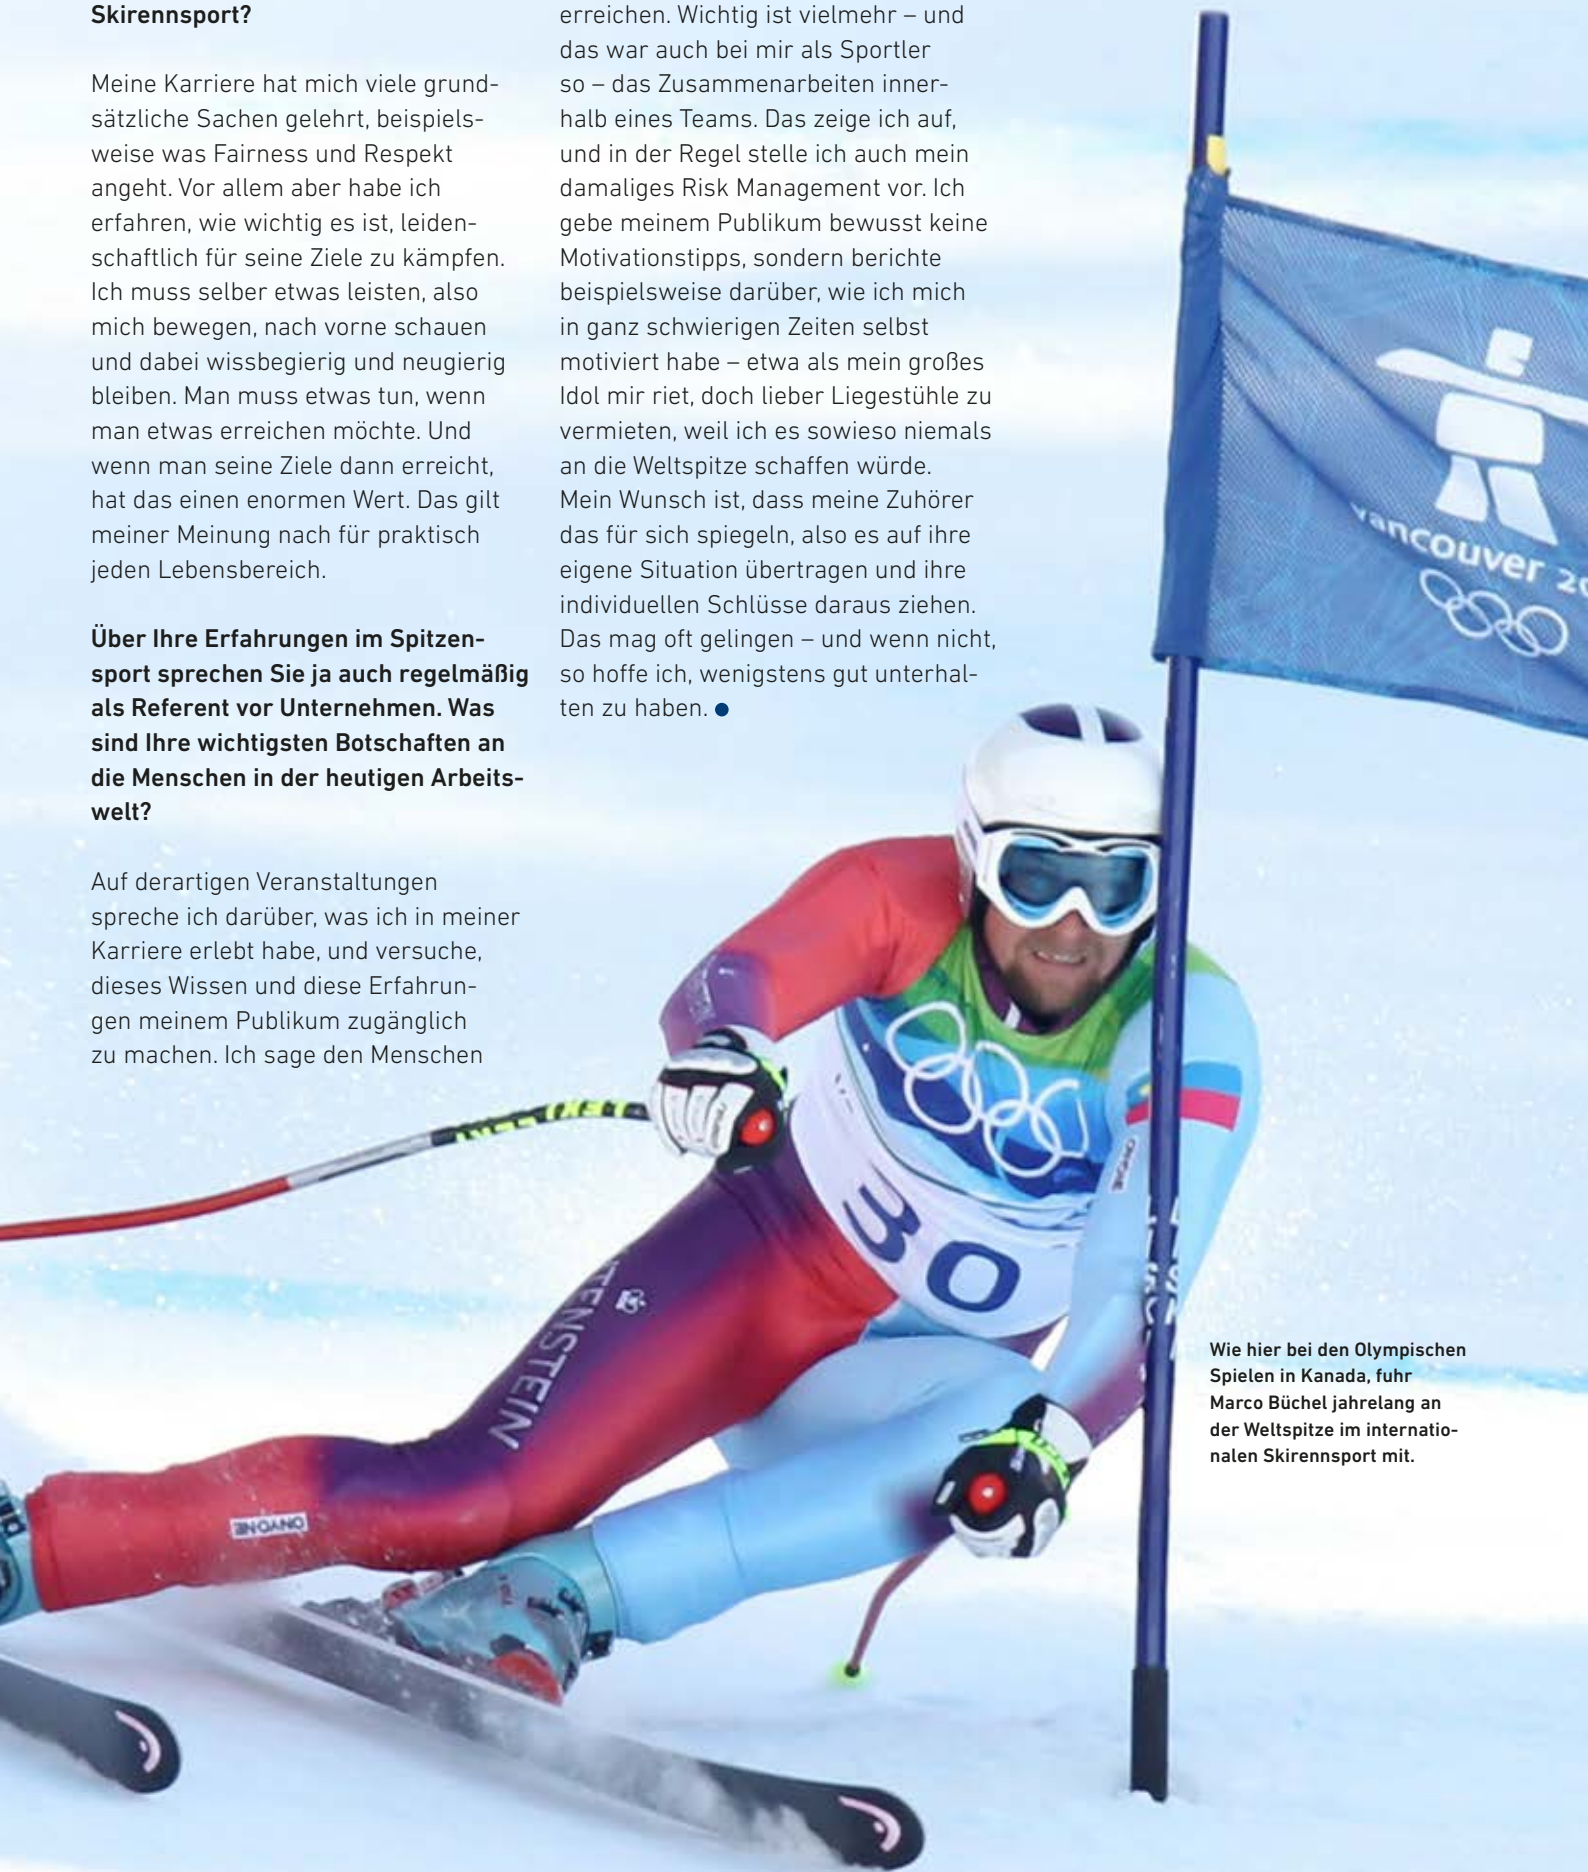 Skirennsport?
Meine Karriere hat mich viele grund-
sätzliche Sachen gelehrt, beispiels-
weise was Fairness und Respekt
angeht. Vor allem aber habe ich
erfahren, wie wichtig es ist, leiden-
schaftlich für seine Ziele zu kämpfen.
Ich muss selber etwas leisten, also
mich bewegen, nach vorne schauen
und dabei wissbegierig und neugierig
bleiben. Man muss etwas tun, wenn
man etwas erreichen möchte. Und
wenn man seine Ziele dann erreicht,
hat das einen enormen Wert. Das gilt
meiner Meinung nach für praktisch
jeden Lebensbereich.
Über Ihre Erfahrungen im Spitzen-
sport sprechen Sie ja auch regelmäßig
als Referent vor Unternehmen. Was
sind Ihre wichtigsten Botschaften an
die Menschen in der heutigen Arbeits-
welt?
Auf derartigen Veranstaltungen
spreche ich darüber, was ich in meiner
Karriere erlebt habe, und versuche,
dieses Wissen und diese Erfahrun-
gen meinem Publikum zugänglich
zu machen. Ich sage den Menschen
erreichen. Wichtig ist vielmehr – und
das war auch bei mir als Sportler
so – das Zusammenarbeiten inner-
halb eines Teams. Das zeige ich auf,
und in der Regel stelle ich auch mein
damaliges Risk Management vor. Ich
gebe meinem Publikum bewusst keine
Motivationstipps, sondern berichte
beispielsweise darüber, wie ich mich
in ganz schwierigen Zeiten selbst
motiviert habe – etwa als mein großes
Idol mir riet, doch lieber Liegestühle zu
vermieten, weil ich es sowieso niemals
an die Weltspitze schaffen würde.
Mein Wunsch ist, dass meine Zuhörer
das für sich spiegeln, also es auf ihre
eigene Situation übertragen und ihre
individuellen Schlüsse daraus ziehen.
Das mag oft gelingen – und wenn nicht,
so hoffe ich, wenigstens gut unterhal-
ten zu haben.
vancouver 20
LEKI LEKI
30
TENSTEIN
ONYONE
ONYONE
Wie hier bei den Olympischen
Spielen in Kanada, fuhr
Marco Büchel jahrelang an
der Weltspitze im internatio-
nalen Skirennsport mit.